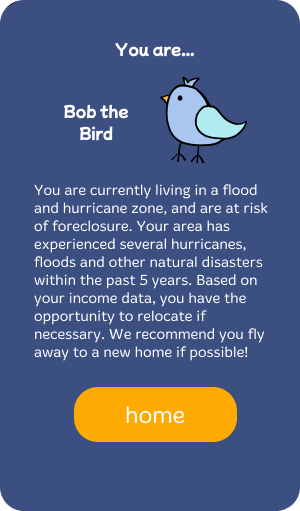 You are...
Bob the
Bird
You are currently living in a flood
and hurricane zone, and are at risk
of foreclosure. Your area has
experienced several hurricanes,
floods and other natural disasters
within the past 5 years. Based on
your income data, you have the
opportunity to relocate if
necessary. We recommend you fly
away to a new home if possible!
home